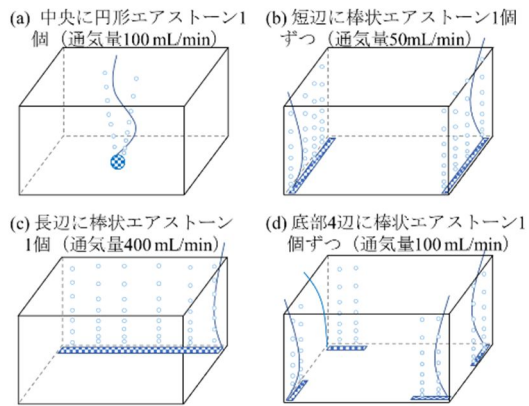 (a) 中央に円形エアストーン1
個（通気量100 mL/min）
(b) 短辺に棒状エアストーン1個
ずつ（通気量50mL/min）
(c) 長辺に棒状エアストーン
1個（通気量400 mL/min）
(d) 底部4辺に棒状エアストーン1
個ずつ（通気量100 mL/min）